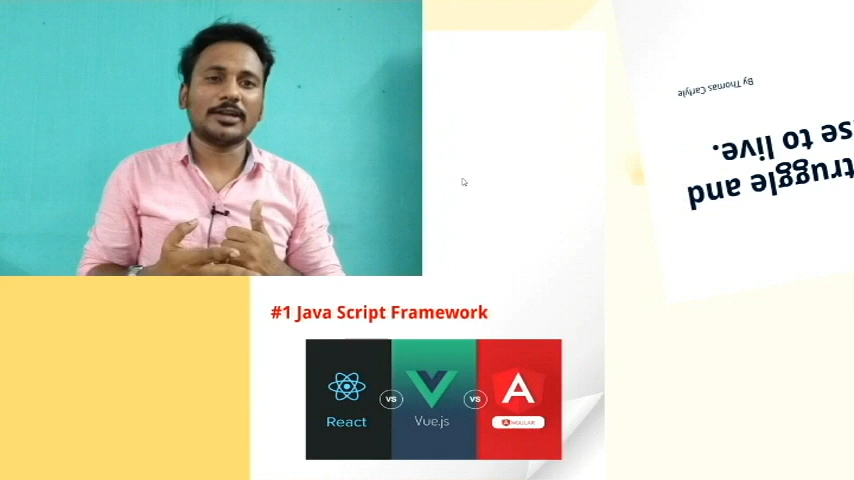 #1 Java Script Framework
React
vs
Vue.js
vs
ANGULAR
By Thomas Carlyle
se to live.
truggle and